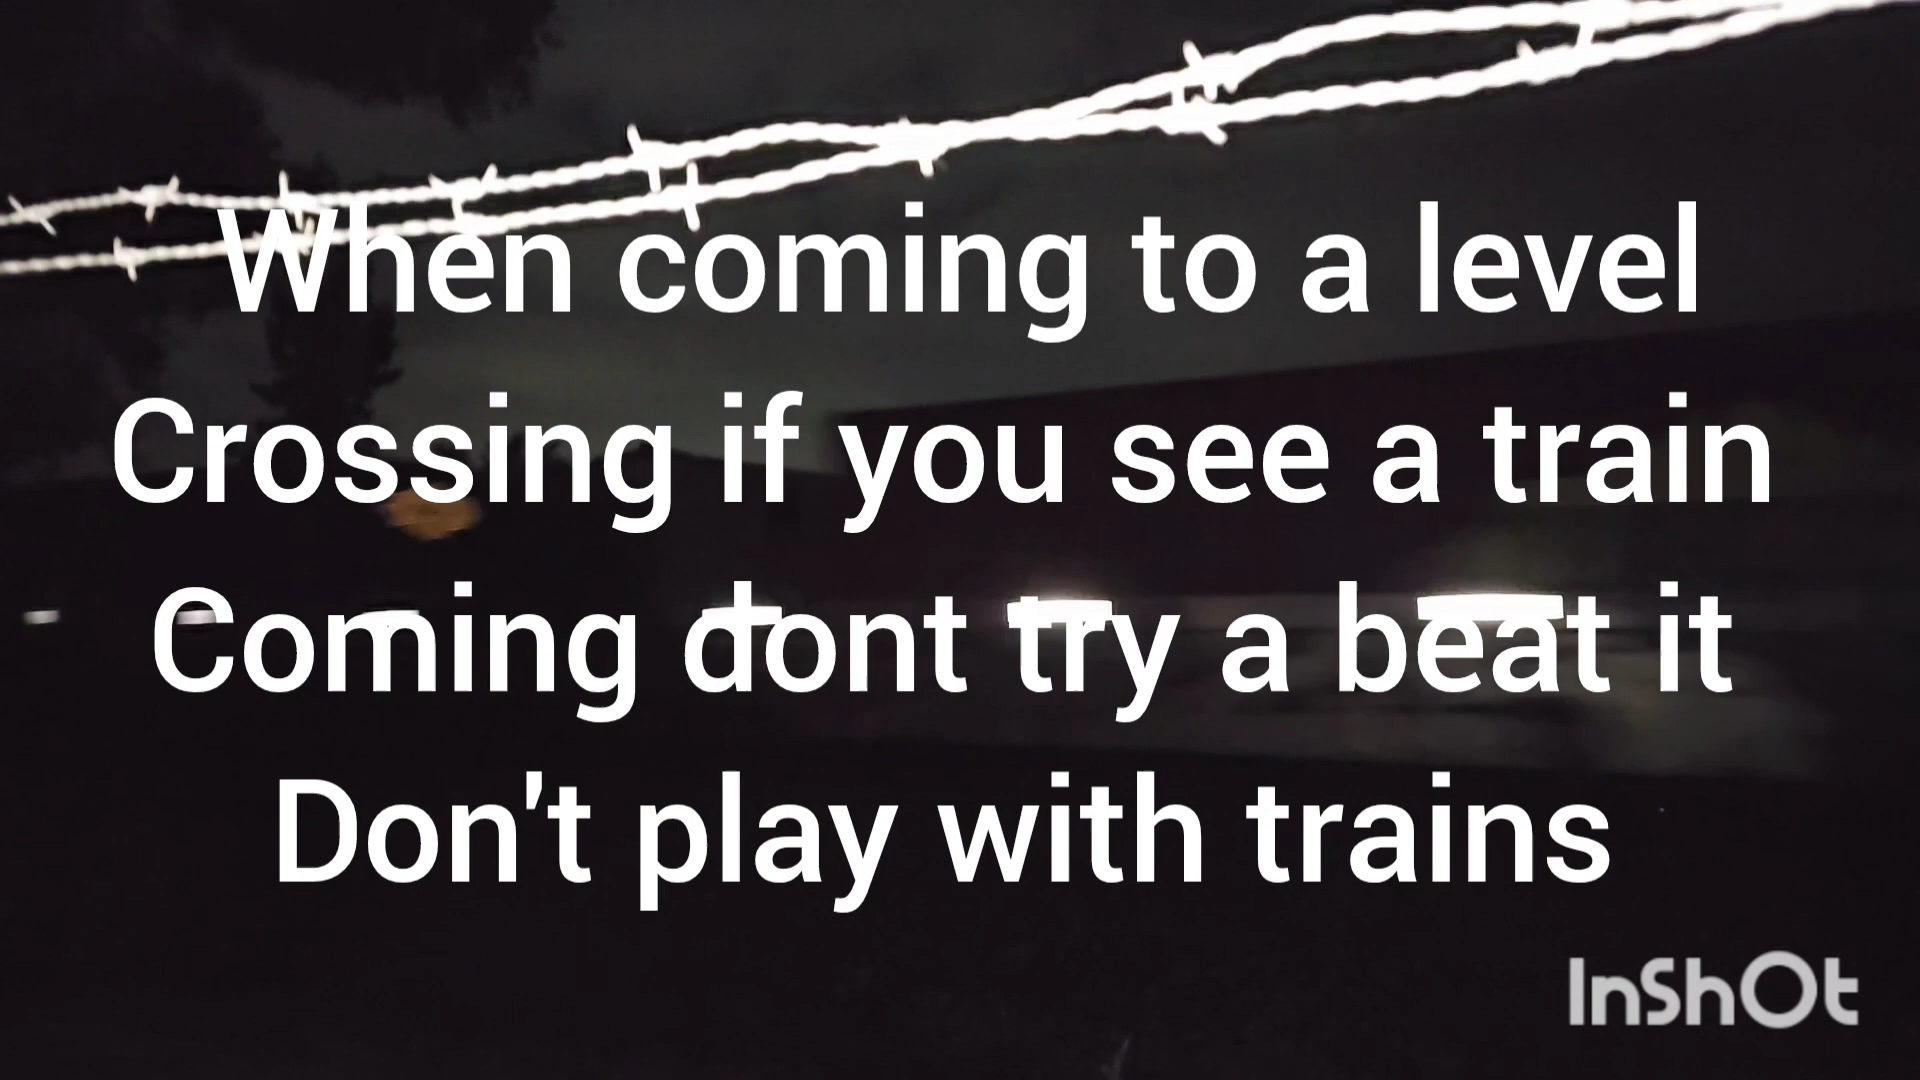 When coming to a level
Crossing if you see a train
Coming dont try a beat it
Don't play with trains
InShOt